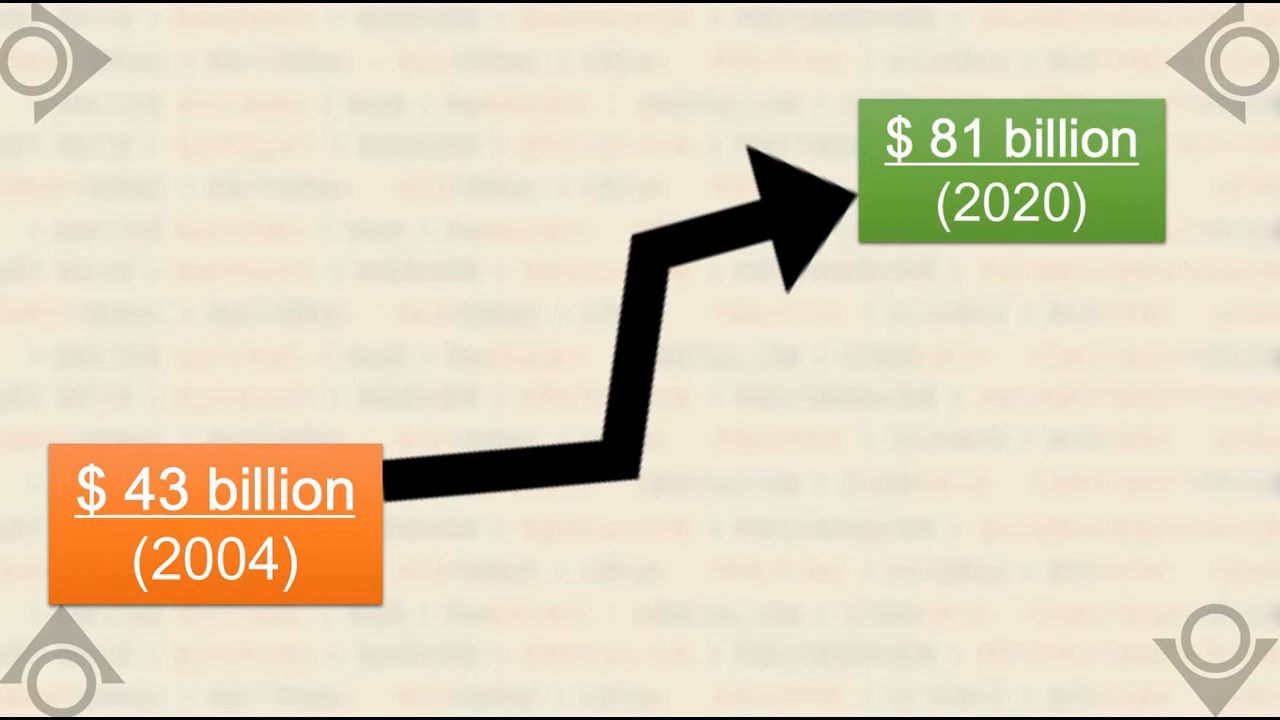 $ 81 billion
(2020)
$ 43 billion
(2004)